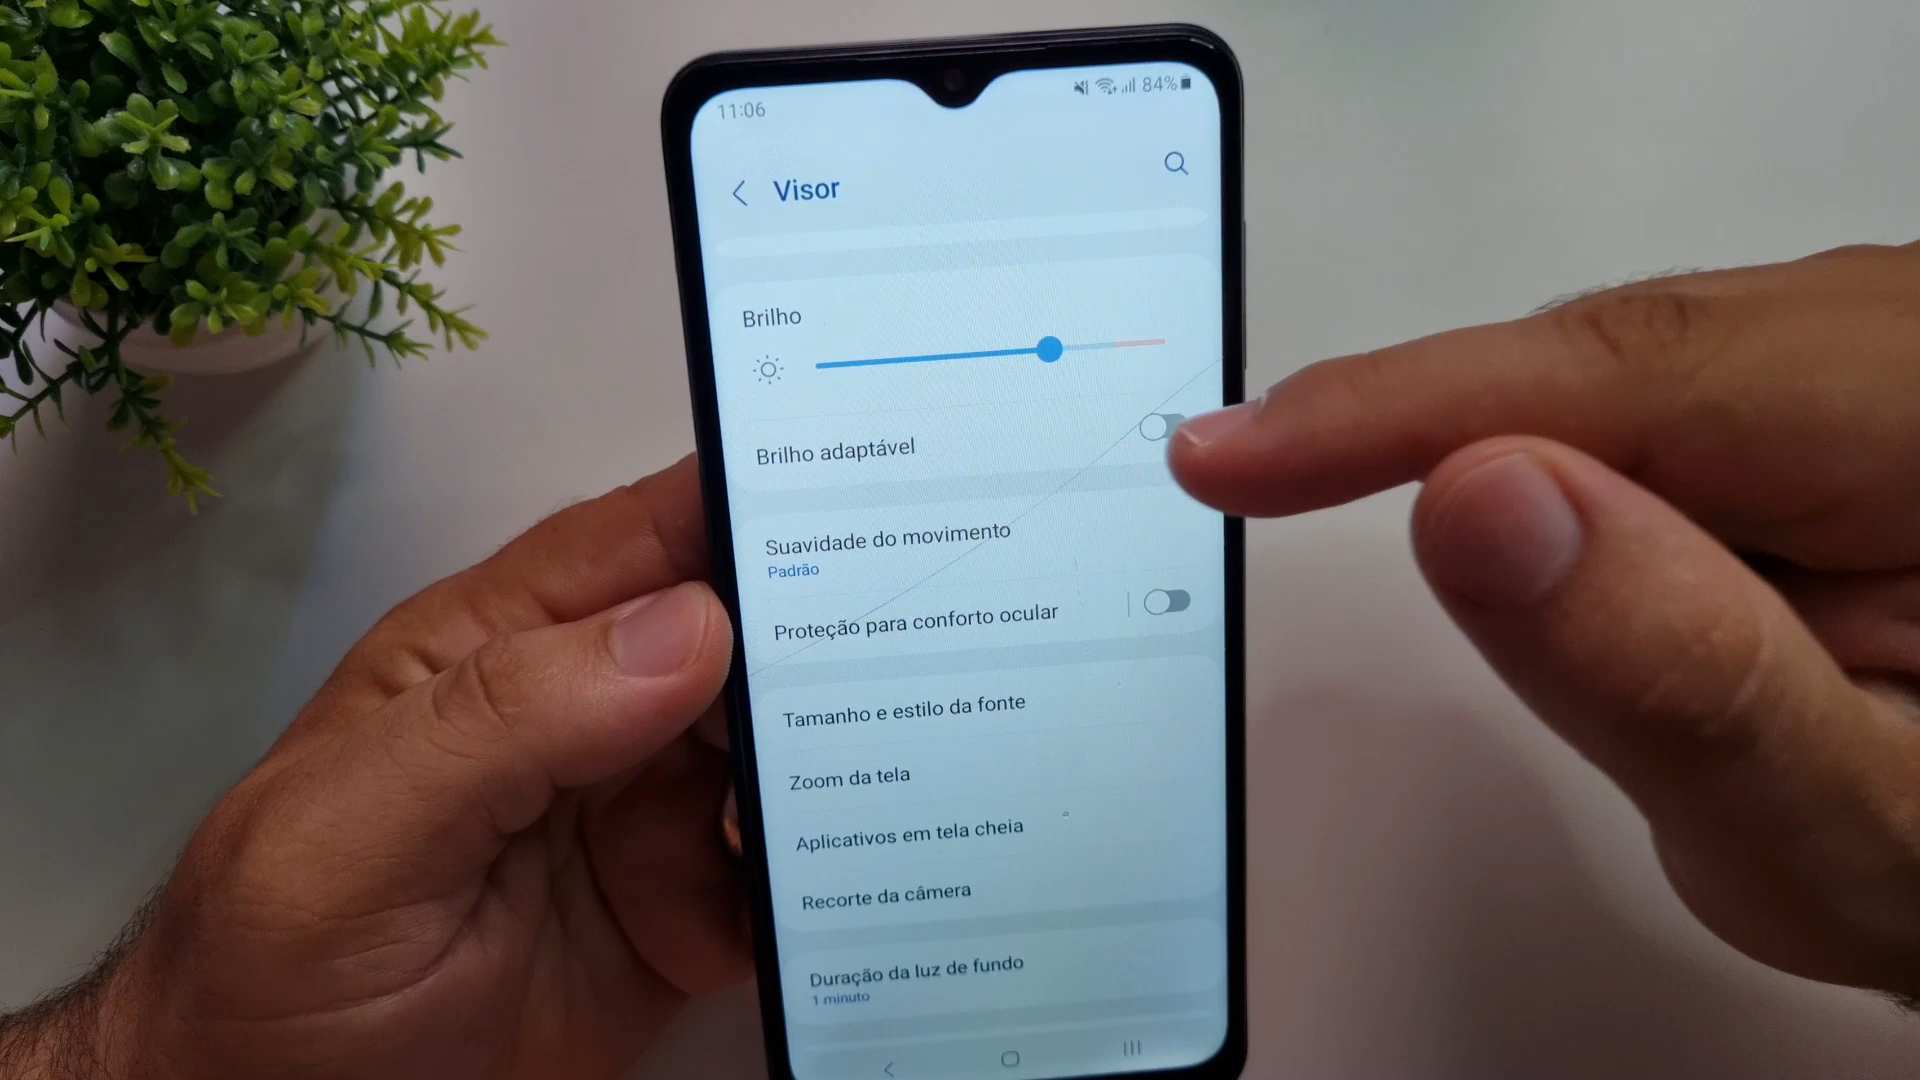 11:06
84%
Visor
Brilho
Brilho adaptável
Suavidade do movimento
Padrão
Proteção para conforto ocular
Tamanho e estilo da fonte
Zoom da tela
Aplicativos em tela cheia
Recorte da câmera
Duração da luz de fundo
1 minuto